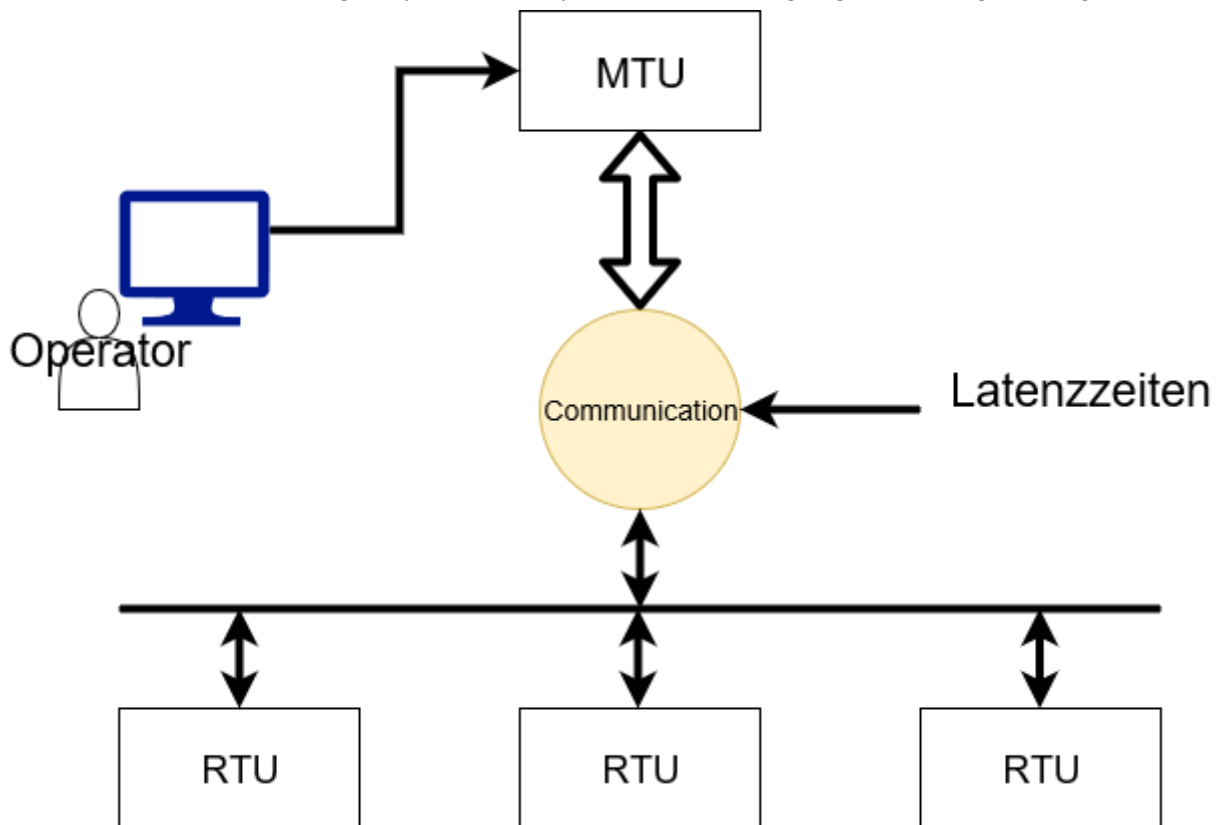 MTU
Operator
Communication
Latenzzeiten
RTU
RTU
RTU